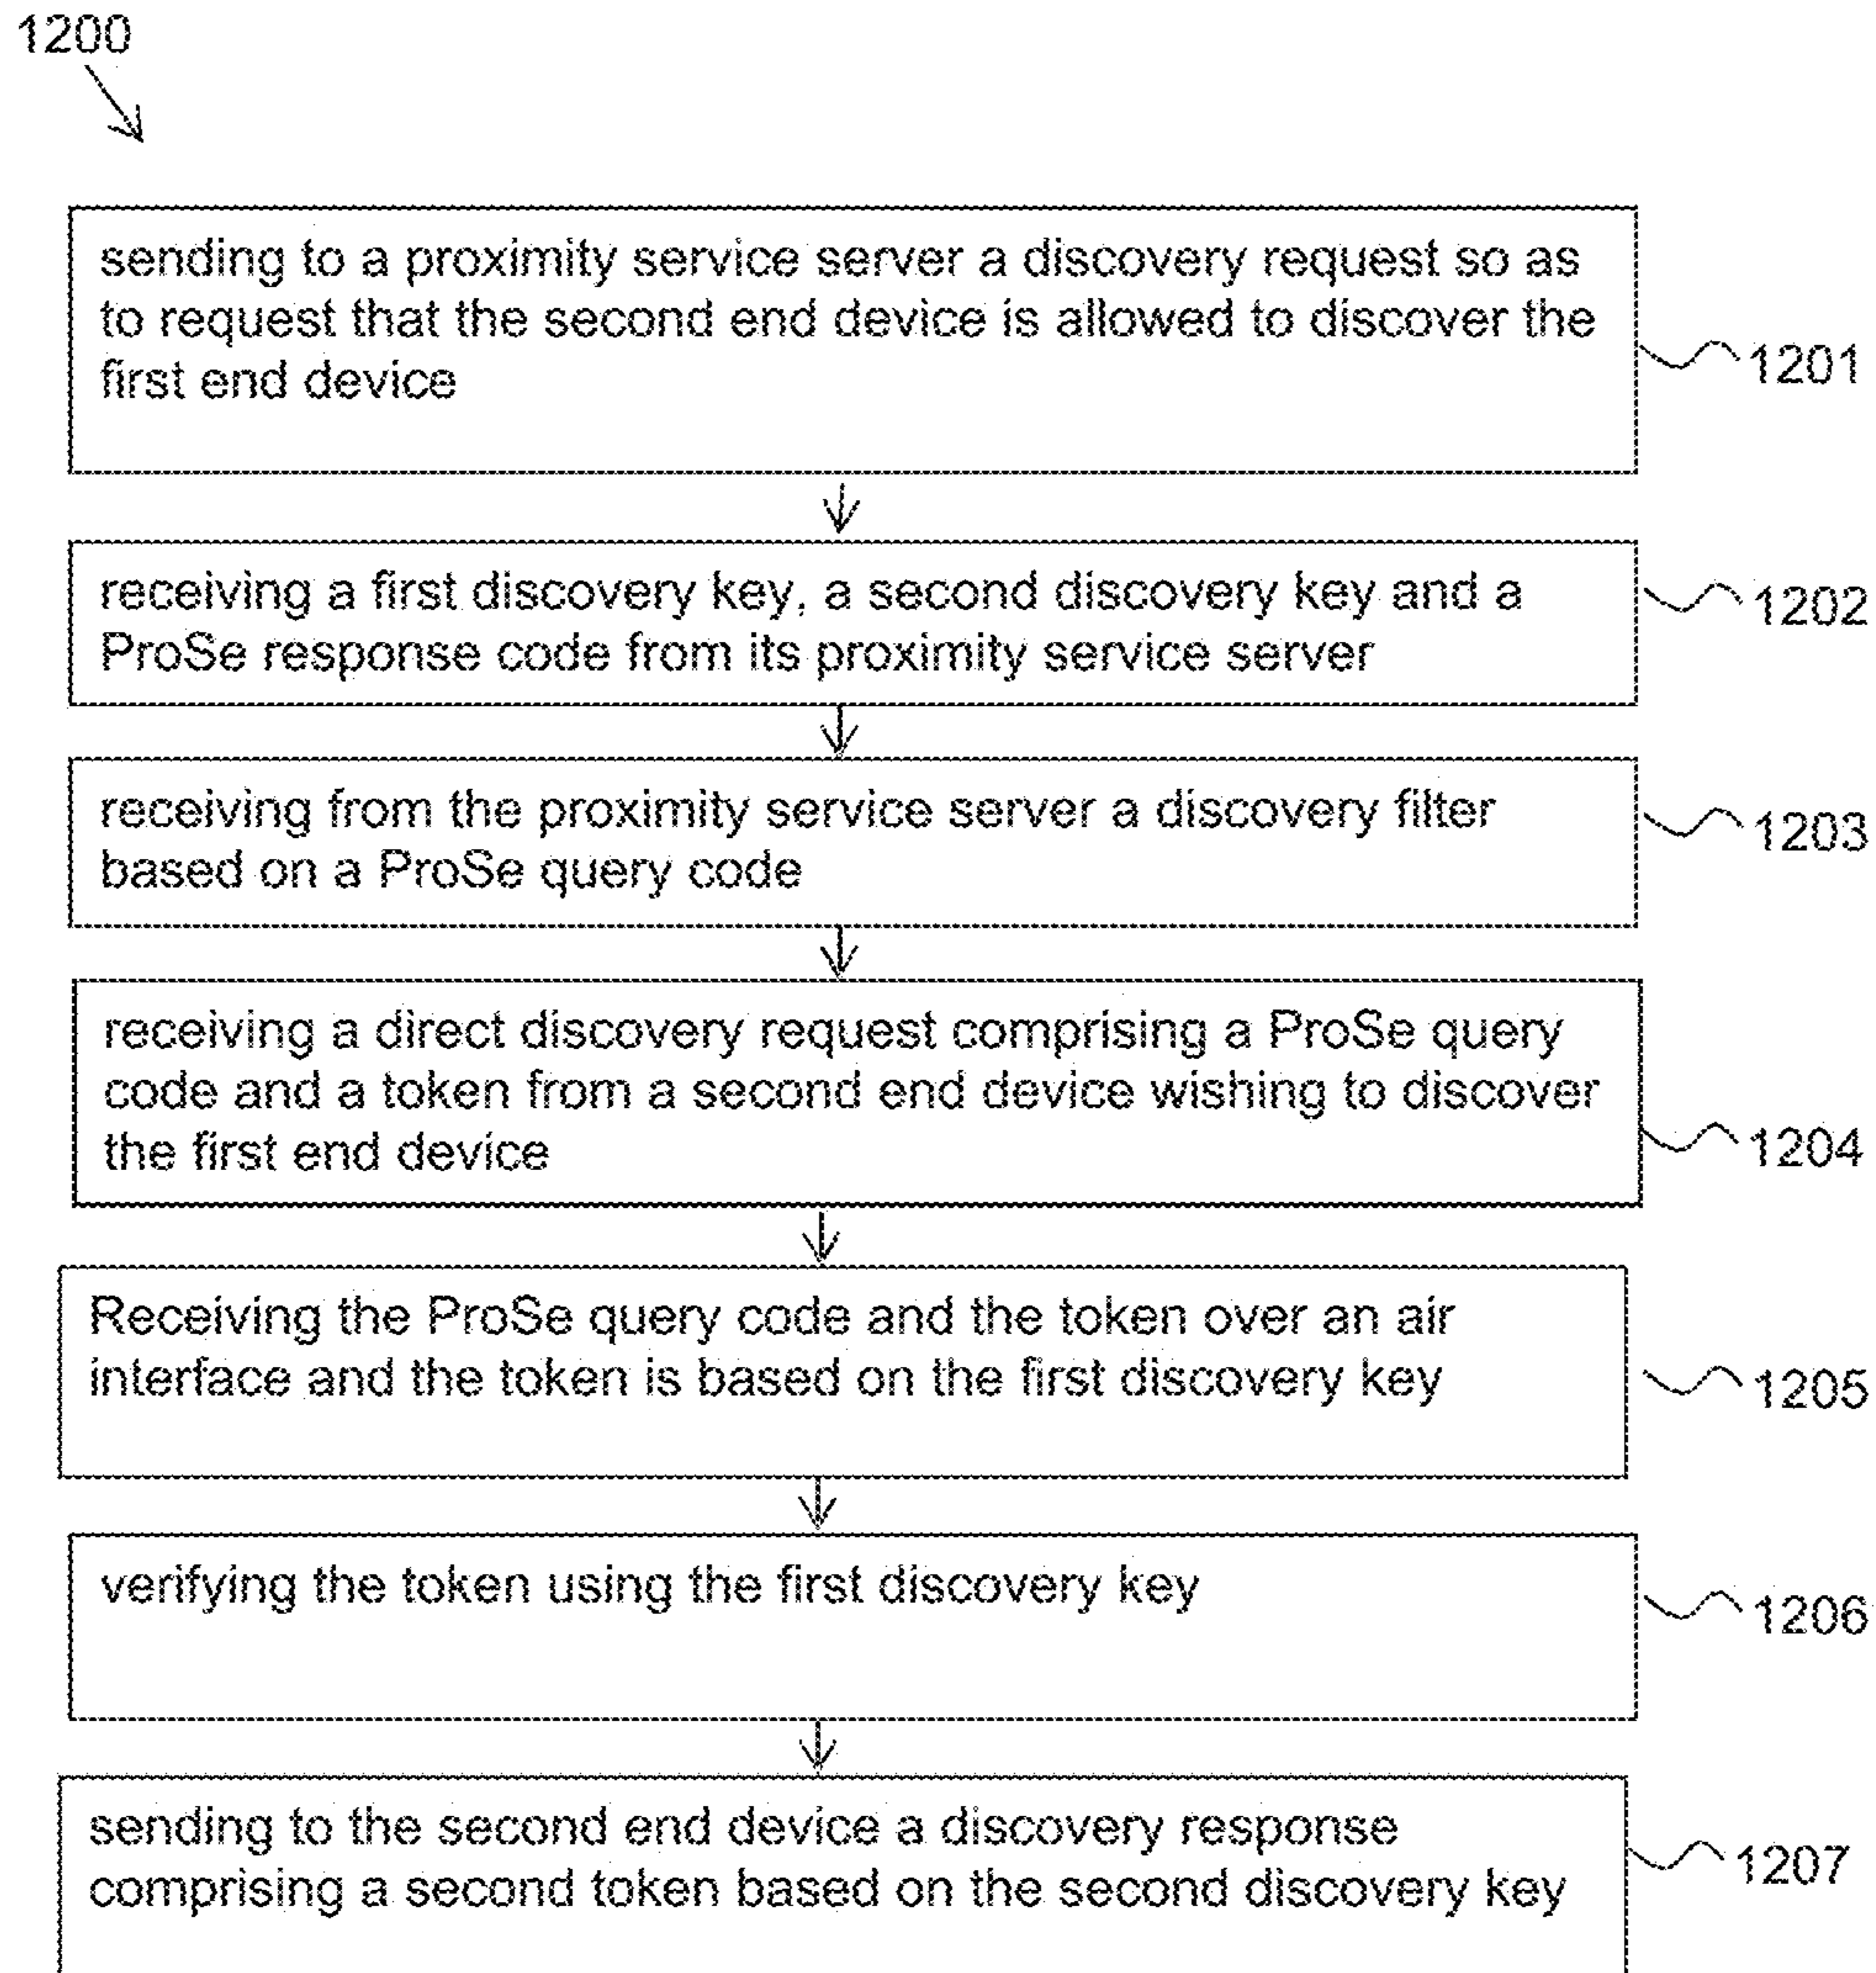 1200
sending to a proximity service server a discovery request so as
to request that the second end device is allowed to discover the
first end device
1201
receiving a first discovery key, a second discovery key and a
ProSe response code from its proximity service server
1202
receiving from the proximity service server a discovery filter
based on a ProSe query code
1203
receiving a direct discovery request comprising a ProSe query
code and a token from a second end device wishing to discover
the first end device
1204
Receiving the ProSe query code and the token over an air
interface and the token is based on the first discovery key
1205
verifying the token using the first discovery key
1206
sending to the second end device a discovery response
comprising a second token based on the second discovery key
1207